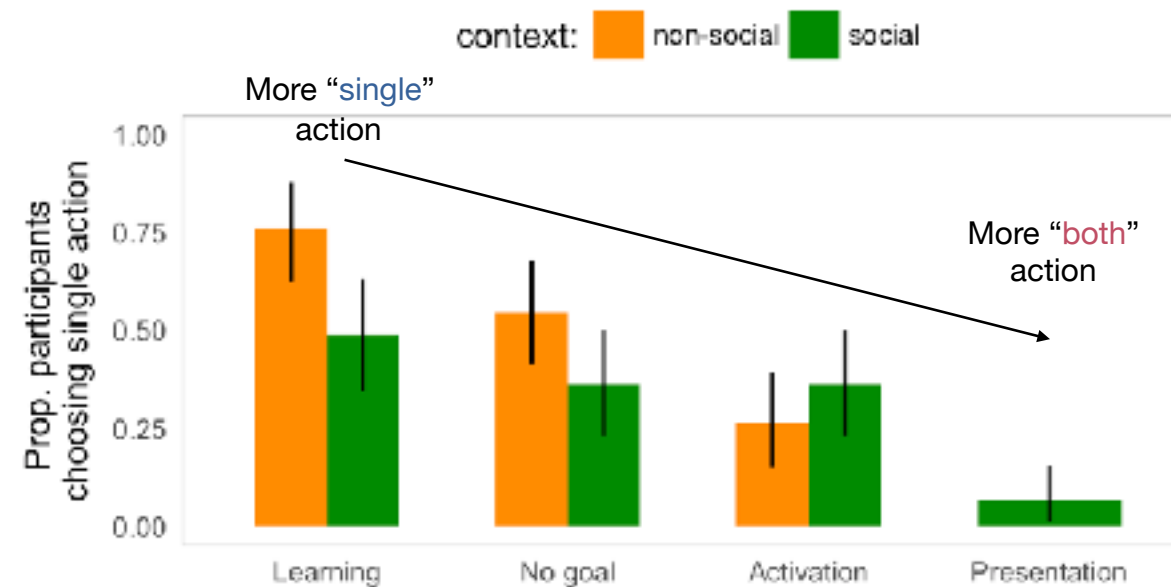 context: non-social social
More “single”
action
1.00
0.75
0.50
0.25
0.00
Prop. participants
choosing single action
More “both”
action
Learning No goal Activation Presentation